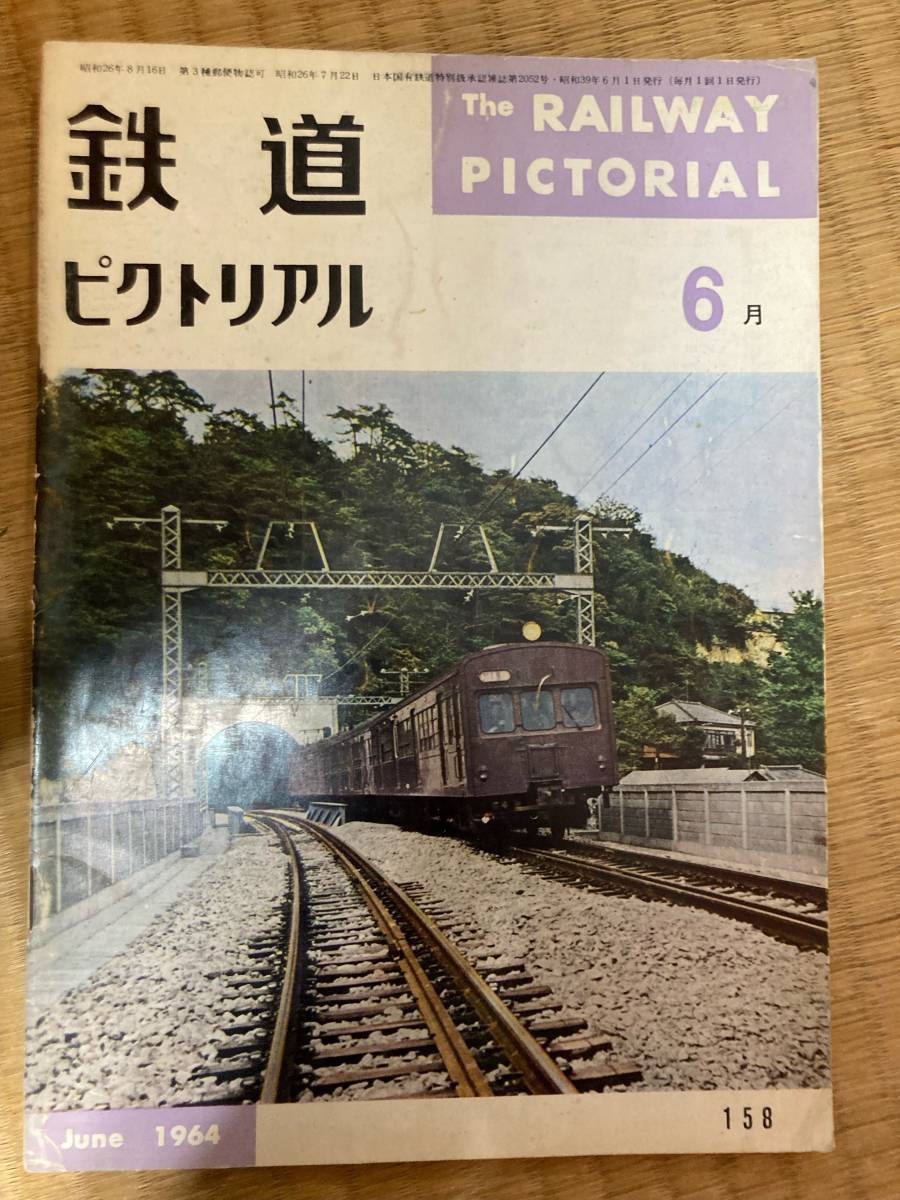 昭和26年8月16日 第3種郵便物認可 昭和26年7月22日 日本国有鉄道特別扱承認雑誌第2052号・昭和39年6月1日発行（毎月1回1日発行）
鉄道
ピクトリアル
The RAILWAY
PICTORIAL
6月
June 1964
158